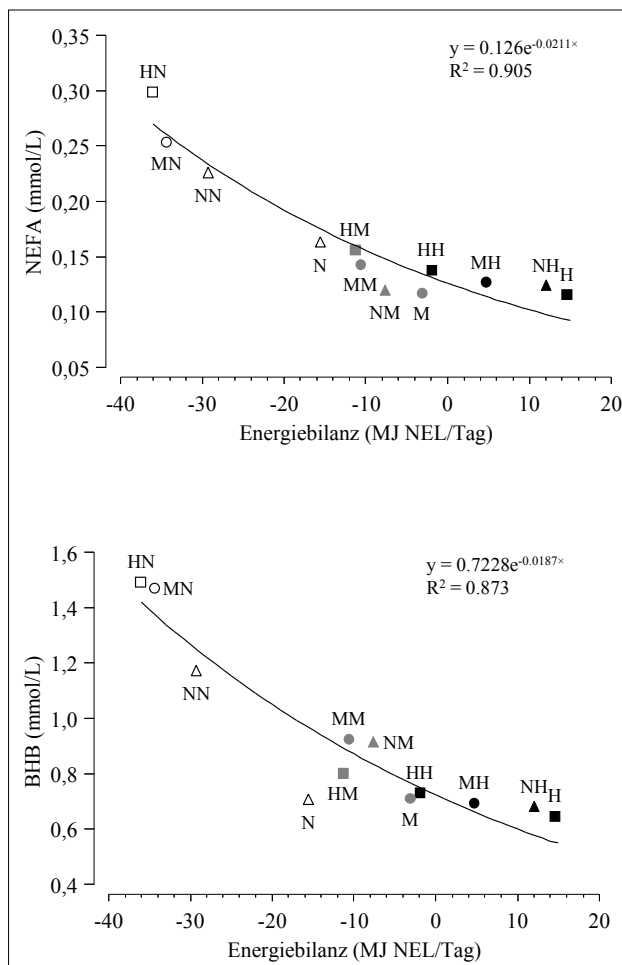 y = 0.126e^-0.0211×
R² = 0.905
NEFA (mmol/L)
0,35
0,30
0,25
0,20
0,15
0,10
0,05
HN
MN
NN
N
HM
MM
NM
HH
M
MH
NH
H
-40 -30 -20 -10 0 10 20
Energiebilanz (MJ NEL/Tag)
y = 0.7228e^-0.0187×
R² = 0.873
BHB (mmol/L)
1,6
1,4
1,2
1,0
0,8
0,6
0,4
HN
MN
NN
N
MM
HM
NM
HH
M
MH
NH
H
-40 -30 -20 -10 0 10 20
Energiebilanz (MJ NEL/Tag)